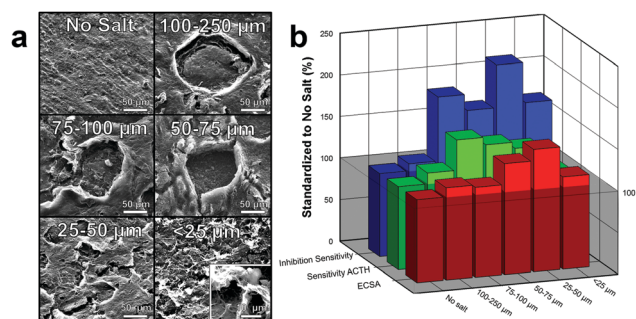 a
No Salt
50 µm
100-250 µm
50 µm
75-100 µm
50 µm
50-75 µm
50 µm
25-50 µm
50 µm
<25 µm
50 µm
b
Standardized to No Salt (%)
250
200
150
100
50
0
100
Inhibition Sensitivity
Sensitivity ACTH
ECSA
No salt
100-250 µm
75-100 µm
50-75 µm
25-50 µm
<25 µm